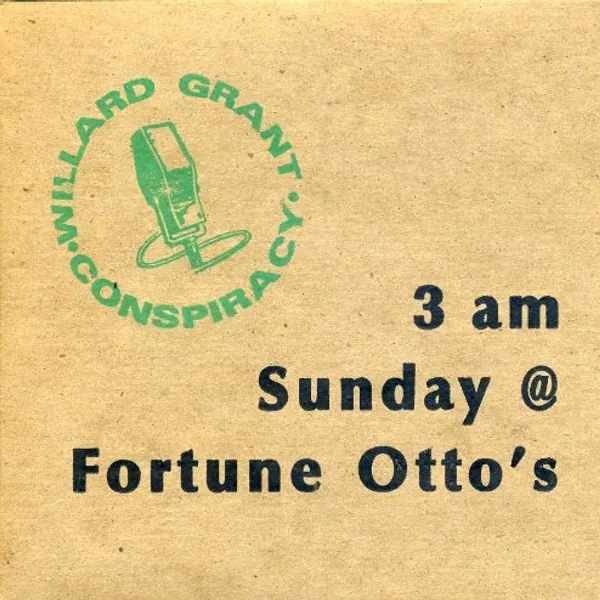 WILLARD GRANT
CONSPIRACY
3 am
Sunday @
Fortune Otto's